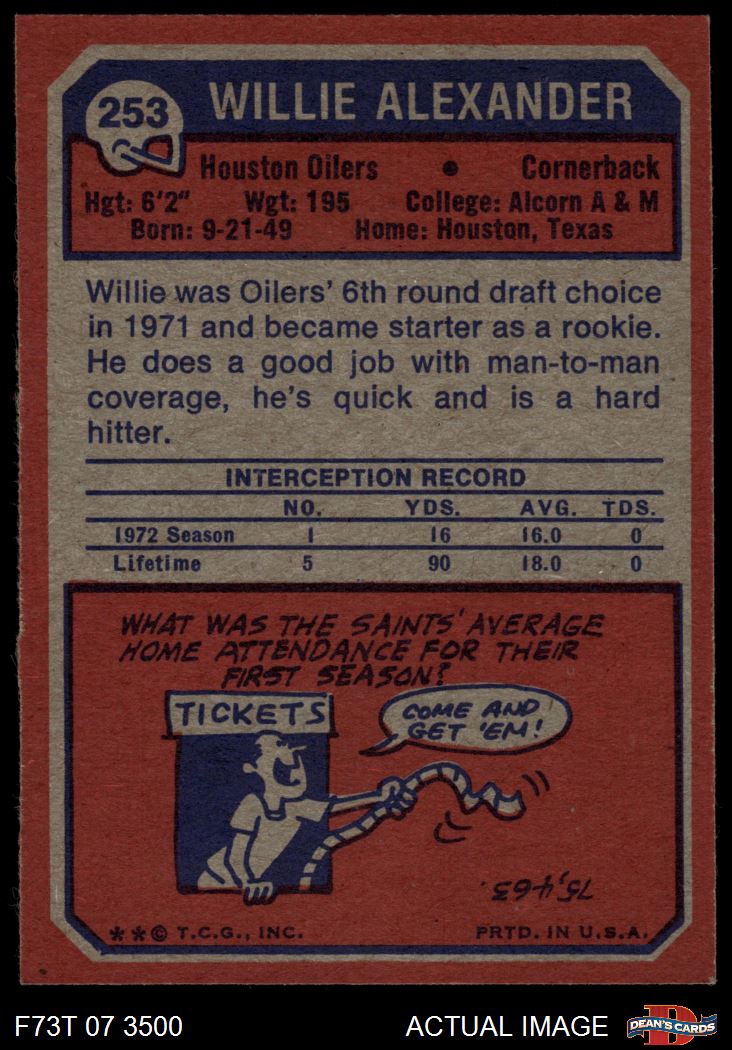 253 WILLIE ALEXANDER
Houston Oilers • Cornerback
Hgt: 6'2" Wgt: 195 College: Alcorn A & M
Born: 9-21-49 Home: Houston, Texas
Willie was Oilers' 6th round draft choice
in 1971 and became starter as a rookie.
He does a good job with man-to-man
coverage, he's quick and is a hard
hitter.
INTERCEPTION RECORD
NO. YDS. AVG. TDS.
1972 Season 1 16 16.0 0
Lifetime 5 90 18.0 0
WHAT WAS THE SAINTS' AVERAGE
HOME ATTENDANCE FOR THEIR
FIRST SEASON?
TICKETS
COME AND
GET 'EM!
75,463.
**© T.C.G., INC. PRTD. IN U.S.A.
F73T 07 3500 ACTUAL IMAGE D DEAN'S CARDS